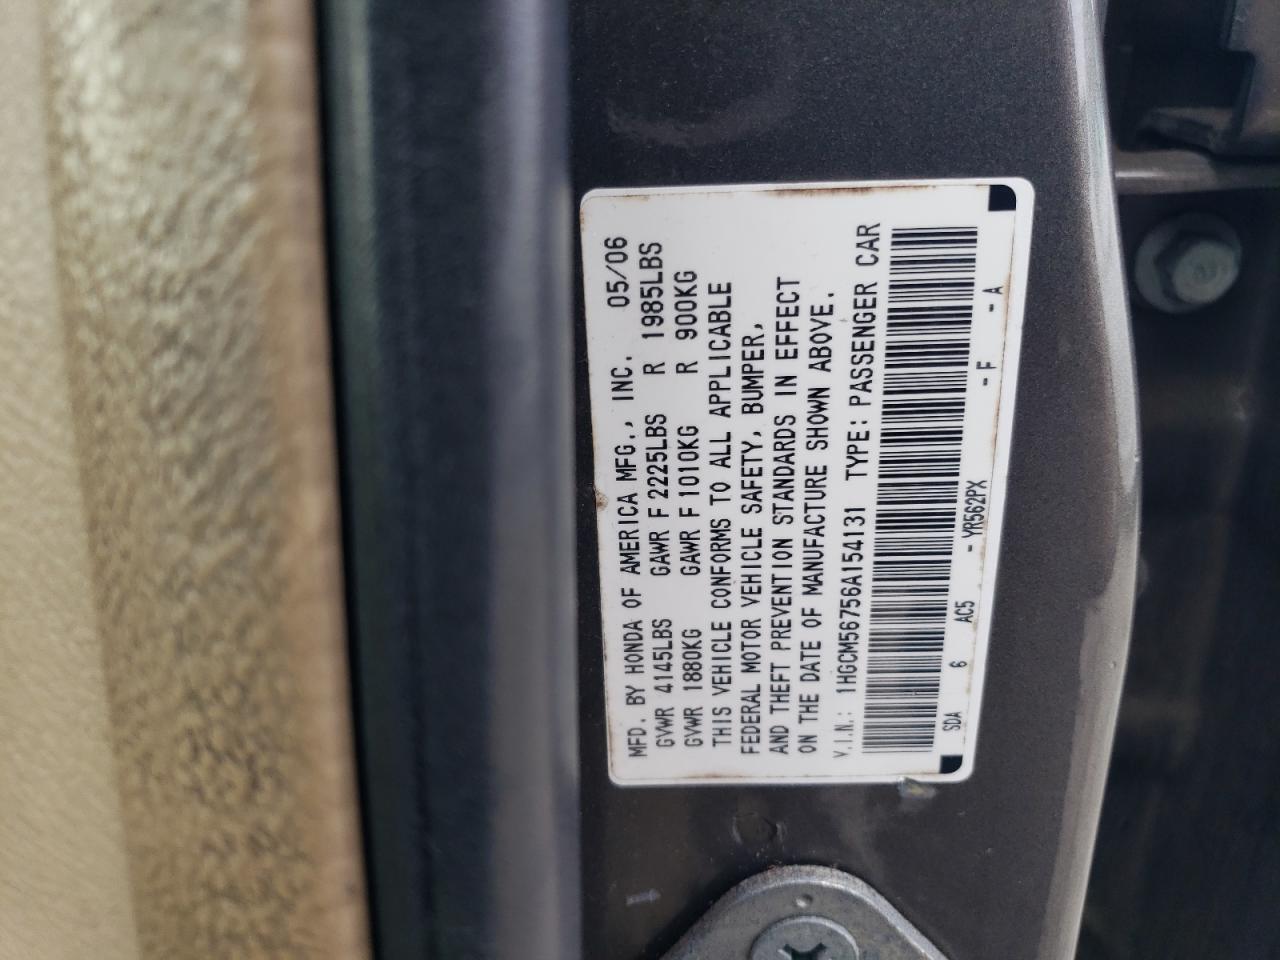 MFD. BY HONDA OF AMERICA MFG., INC. 05/06
GVWR 4145LBS GAWR F 2225LBS R 1985LBS
GVWR 1880KG GAWR F 1010KG R 900KG
THIS VEHICLE CONFORMS TO ALL APPLICABLE
FEDERAL MOTOR VEHICLE SAFETY, BUMPER,
AND THEFT PREVENTION STANDARDS IN EFFECT
ON THE DATE OF MANUFACTURE SHOWN ABOVE.
V.I.N.: 1HGCM56756A154131 TYPE: PASSENGER CAR
SDA 6 AC5 - YR562PX - F - A